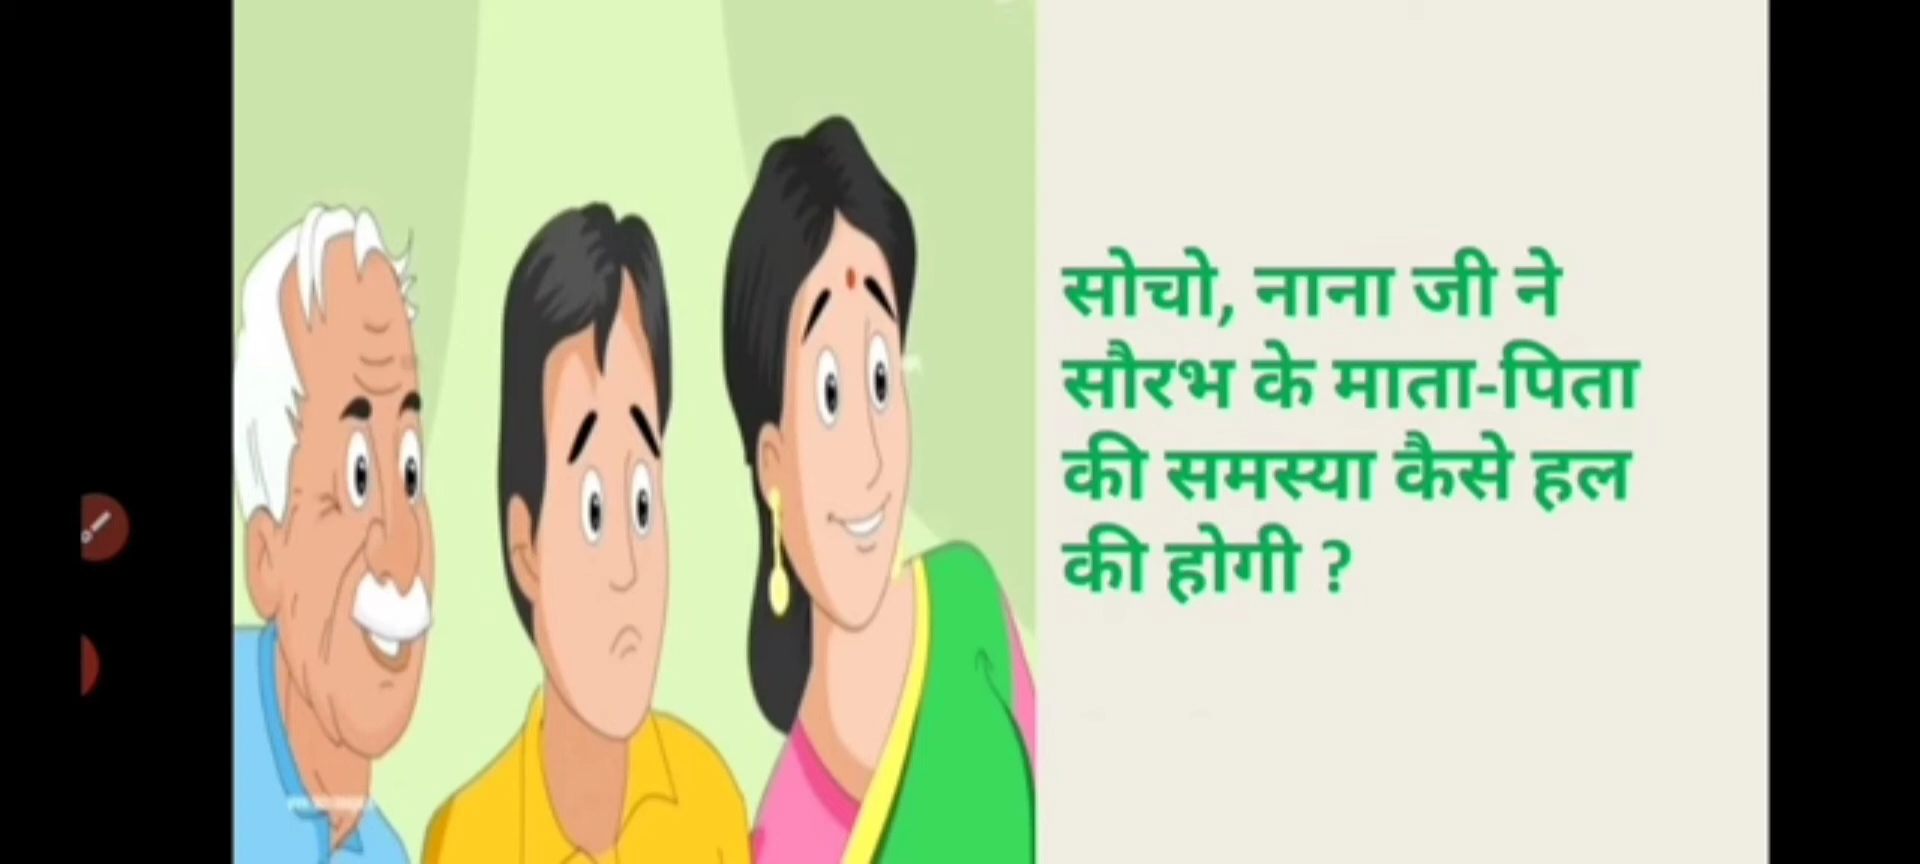 सोचो, नाना जी ने
सौरभ के माता-पिता
की समस्या कैसे हल
की होगी ?